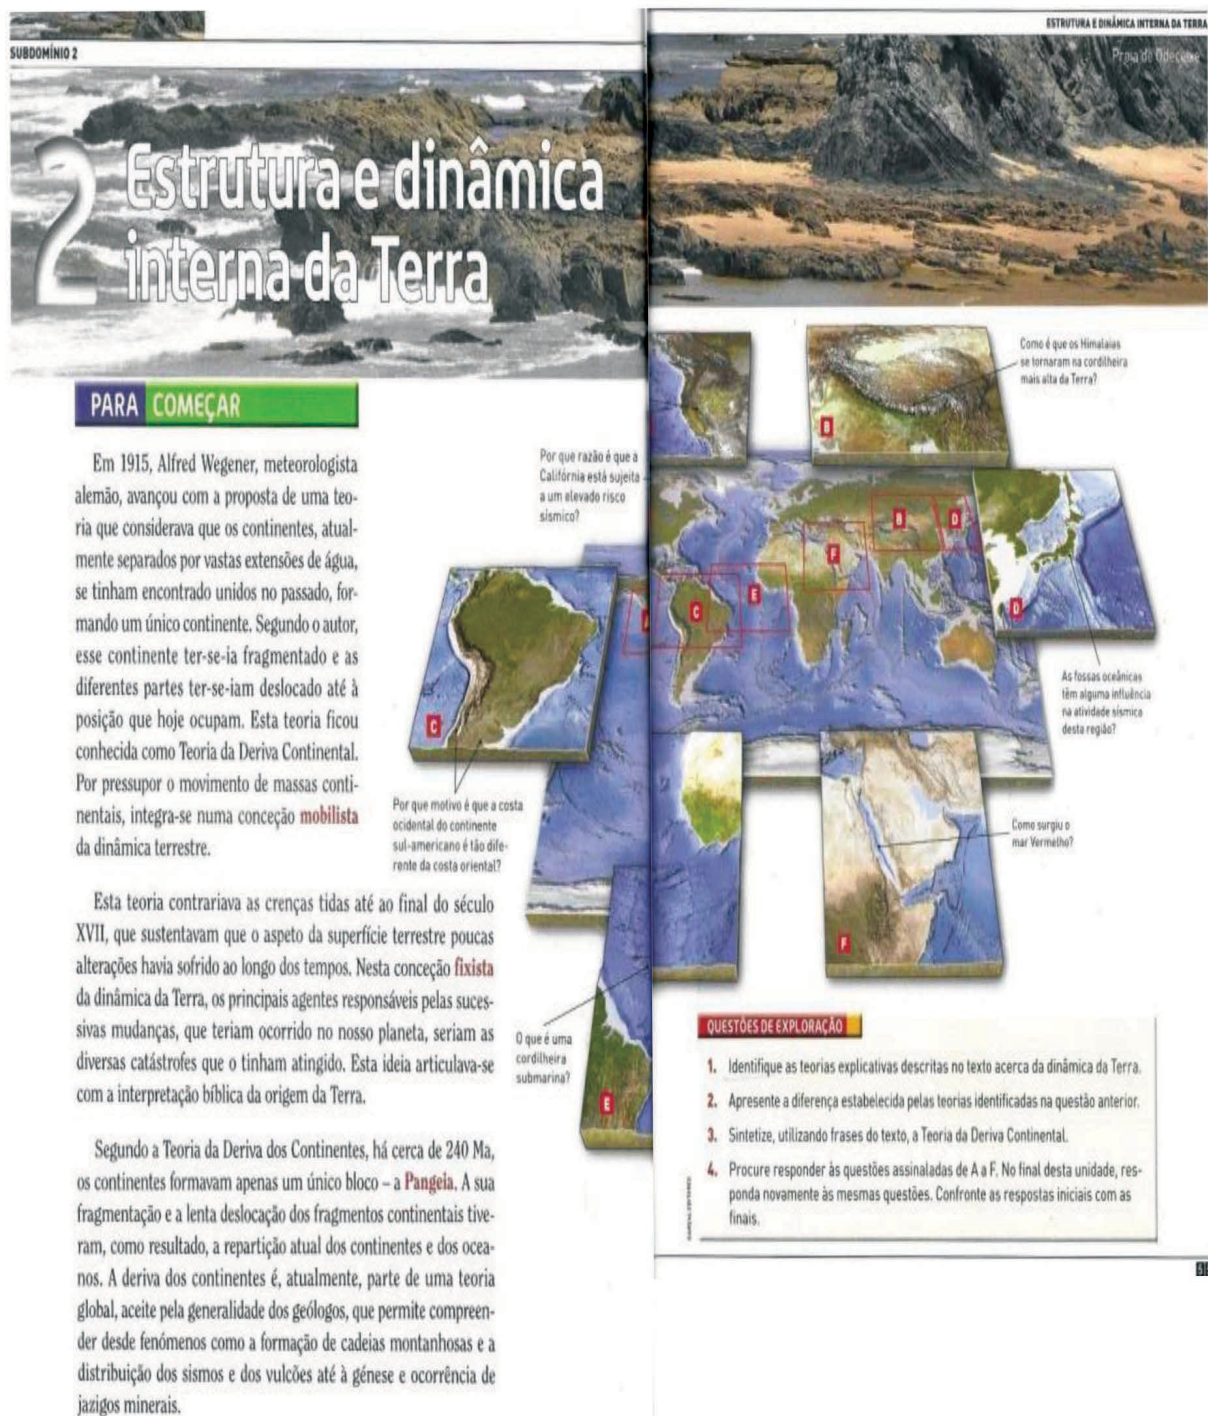 SUBDOMÍNIO 2
2
Estrutura e dinâmica
interna da Terra
PARA COMEÇAR
Em 1915, Alfred Wegener, meteorologista
alemão, avançou com a proposta de uma teo-
ria que considerava que os continentes, atual-
mente separados por vastas extensões de água,
se tinham encontrado unidos no passado, for-
mando um único continente. Segundo o autor,
esse continente ter-se-ia fragmentado e as
diferentes partes ter-se-iam deslocado até à
posição que hoje ocupam. Esta teoria ficou
conhecida como Teoria da Deriva Continental.
Por pressupor o movimento de massas conti-
nentais, integra-se numa conceção mobilista
da dinâmica terrestre.
Esta teoria contrariava as crenças tidas até ao final do século
XVII, que sustentavam que o aspeto da superfície terrestre poucas
alterações havia sofrido ao longo dos tempos. Nesta conceção fixista
da dinâmica da Terra, os principais agentes responsáveis pelas suces-
sivas mudanças, que teriam ocorrido no nosso planeta, seriam as
diversas catástrofes que o tinham atingido. Esta ideia articulava-se
com a interpretação bíblica da origem da Terra.
Segundo a Teoria da Deriva dos Continentes, há cerca de 240 Ma,
os continentes formavam apenas um único bloco – a Pangeia. A sua
fragmentação e a lenta deslocação dos fragmentos continentais tive-
ram, como resultado, a repartição atual dos continentes e dos ocea-
nos. A deriva dos continentes é, atualmente, parte de uma teoria
global, aceite pela generalidade dos geólogos, que permite compreen-
der desde fenómenos como a formação de cadeias montanhosas e a
distribuição dos sismos e dos vulcões até à génese e ocorrência de
jazigos minerais.
Por que razão é que a
Califórnia está sujeita
a um elevado risco
sísmico?
C
Por que motivo é que a costa
ocidental do continente
sul-americano é tão dife-
rente da costa oriental?
O que é uma
cordilheira
submarina?
E
ESTRUTURA E DINÂMICA INTERNA DA TERRA
Praia de Odeceixe
B
Como é que os Himalaias
se tornaram na cordilheira
mais alta da Terra?
B
D
F
E
C
A
D
As fossas oceânicas
têm alguma influência
na atividade sísmica
desta região?
Como surgiu o
mar Vermelho?
F
QUESTÕES DE EXPLORAÇÃO
1. Identifique as teorias explicativas descritas no texto acerca da dinâmica da Terra.
2. Apresente a diferença estabelecida pelas teorias identificadas na questão anterior.
3. Sintetize, utilizando frases do texto, a Teoria da Deriva Continental.
4. Procure responder às questões assinaladas de A a F. No final desta unidade, res-
ponda novamente às mesmas questões. Confronte as respostas iniciais com as
finais.